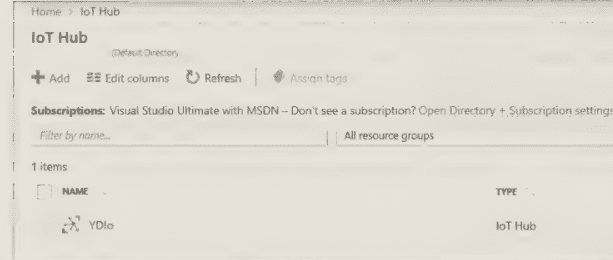 Home > IoT Hub
IoT Hub
(Default Directory)
Add Edit columns Refresh Assign tags
Subscriptions: Visual Studio Ultimate with MSDN – Don't see a subscription? Open Directory + Subscription settings
Filter by name... All resource groups
1 items
NAME TYPE
YDIo IoT Hub